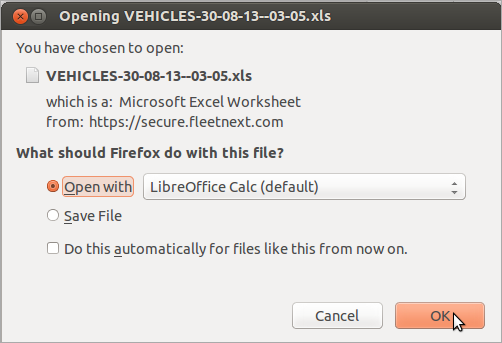 Opening VEHICLES-30-08-13--03-05.xls
You have chosen to open:
VEHICLES-30-08-13--03-05.xls
which is a: Microsoft Excel Worksheet
from: https://secure.fleetnext.com
What should Firefox do with this file?
Open with LibreOffice Calc (default)
Save File
Do this automatically for files like this from now on.
Cancel OK